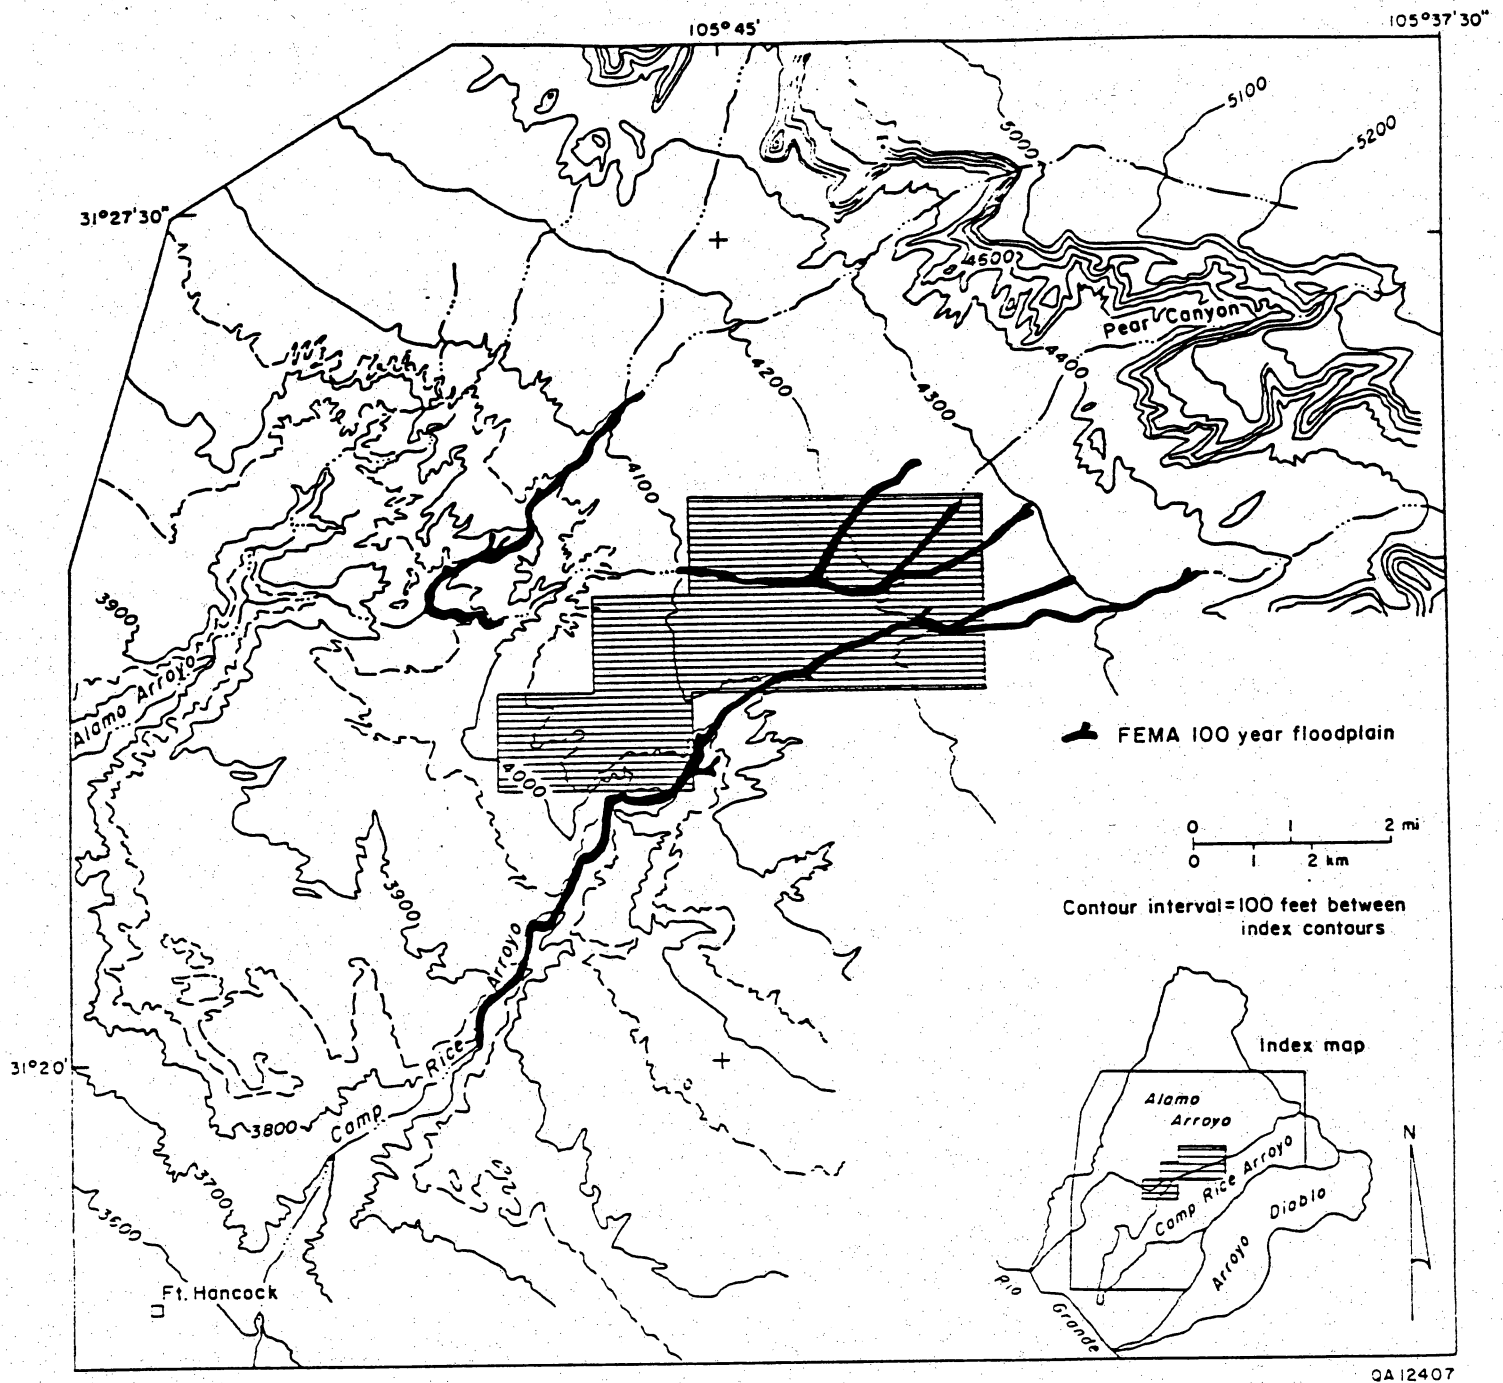 105°45'
105°37'30"
5100
5000
5200
31°27'30"
4500
Pear Canyon
4400
4200
4300
4100
3900
Alamo Arroyo
FEMA 100 year floodplain
4000
0 1 2 mi
0 1 2 km
3900
Contour interval=100 feet between
index contours
Arroyo
Index map
Rice
31°20'
Camp
3800
Alamo
Arroyo
N
Camp Rice Arroyo
3700
Diablo
Arroyo
Rio
Grande
Ft. Hancock
QA12407